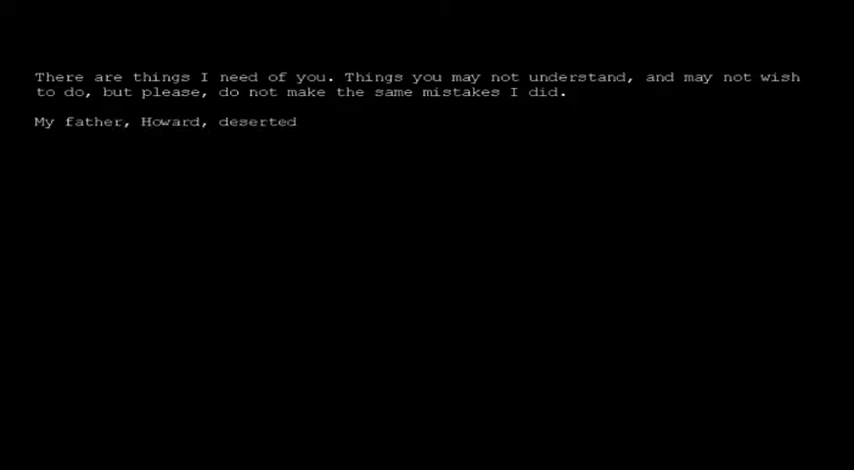 There are things I need of you. Things you may not understand, and may not wish
to do, but please, do not make the same mistakes I did.
My father, Howard, deserted